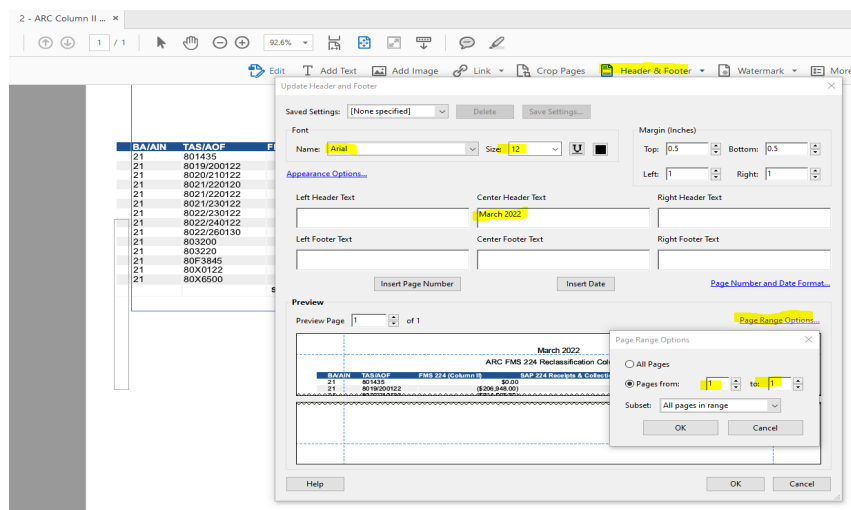 2 - ARC Column II ... ×
1 / 1 92.6%
Edit Add Text Add Image Link Crop Pages Header & Footer Watermark More
Update Header and Footer ×
Saved Settings: [None specified] Delete Save Settings...
Font
Name: Arial Size: 12 U
Margin (Inches)
Top: 0.5 Bottom: 0.5
Left: 1 Right: 1
Appearance Options...
Left Header Text Center Header Text Right Header Text
March 2022
Left Footer Text Center Footer Text Right Footer Text
Insert Page Number Insert Date Page Number and Date Format...
Preview
Preview Page 1 of 1 Page Range Options...
March 2022
ARC FMS 224 Reclassification Col
BA/AIN TAS/AOF FMS 224 (Column II) SAP 224 Receipts & Collecti
21 801435 $0.00
21 8019/200122 ($206,948.00)
Page Range Options ×
All Pages
Pages from: 1 to: 1
Subset: All pages in range
OK Cancel
Help OK Cancel
BA/AIN TAS/AOF F
21 801435
21 8019/200122
21 8020/210122
21 8021/220120
21 8021/220122
21 8021/230122
21 8022/230122
21 8022/240122
21 8022/260130
21 803200
21 803220
21 80F3845
21 80X0122
21 80X6500
S